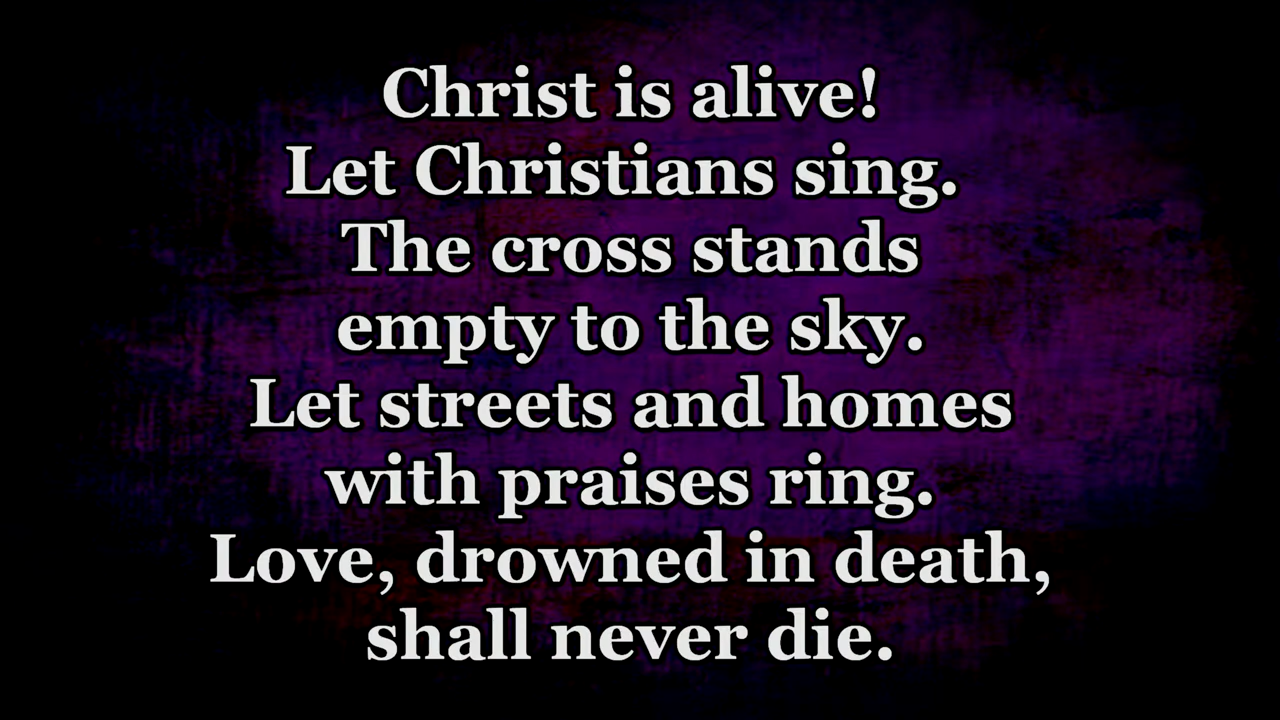 Christ is alive!
Let Christians sing.
The cross stands
empty to the sky.
Let streets and homes
with praises ring.
Love, drowned in death,
shall never die.